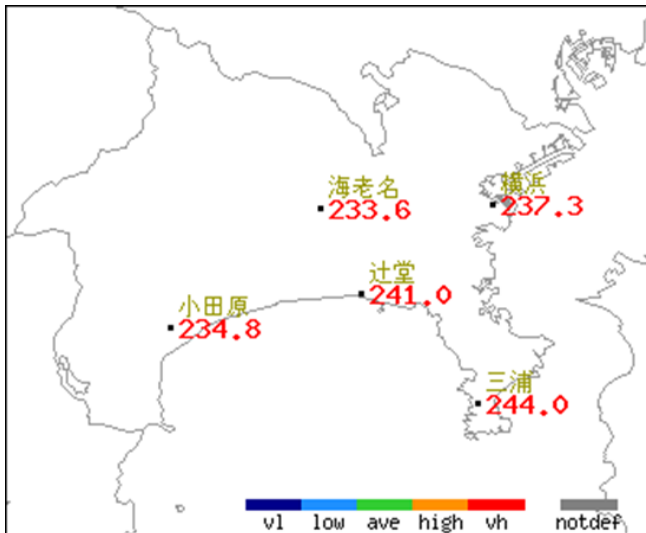 海老名
233.6
横浜
237.3
辻堂
241.0
小田原
234.8
三浦
244.0
vl low ave high vh notdef